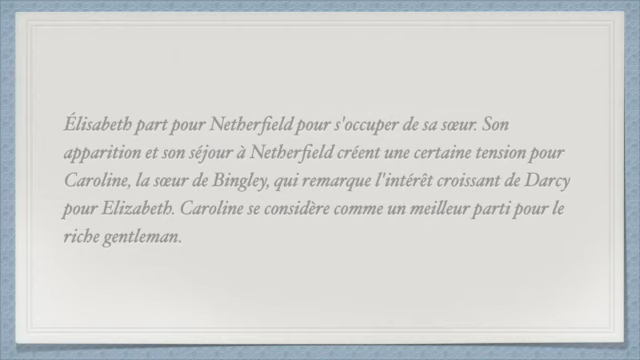 Élisabeth part pour Netherfield pour s'occuper de sa sœur. Son
apparition et son séjour à Netherfield créent une certaine tension pour
Caroline, la sœur de Bingley, qui remarque l'intérêt croissant de Darcy
pour Elizabeth. Caroline se considère comme un meilleur parti pour le
riche gentleman.